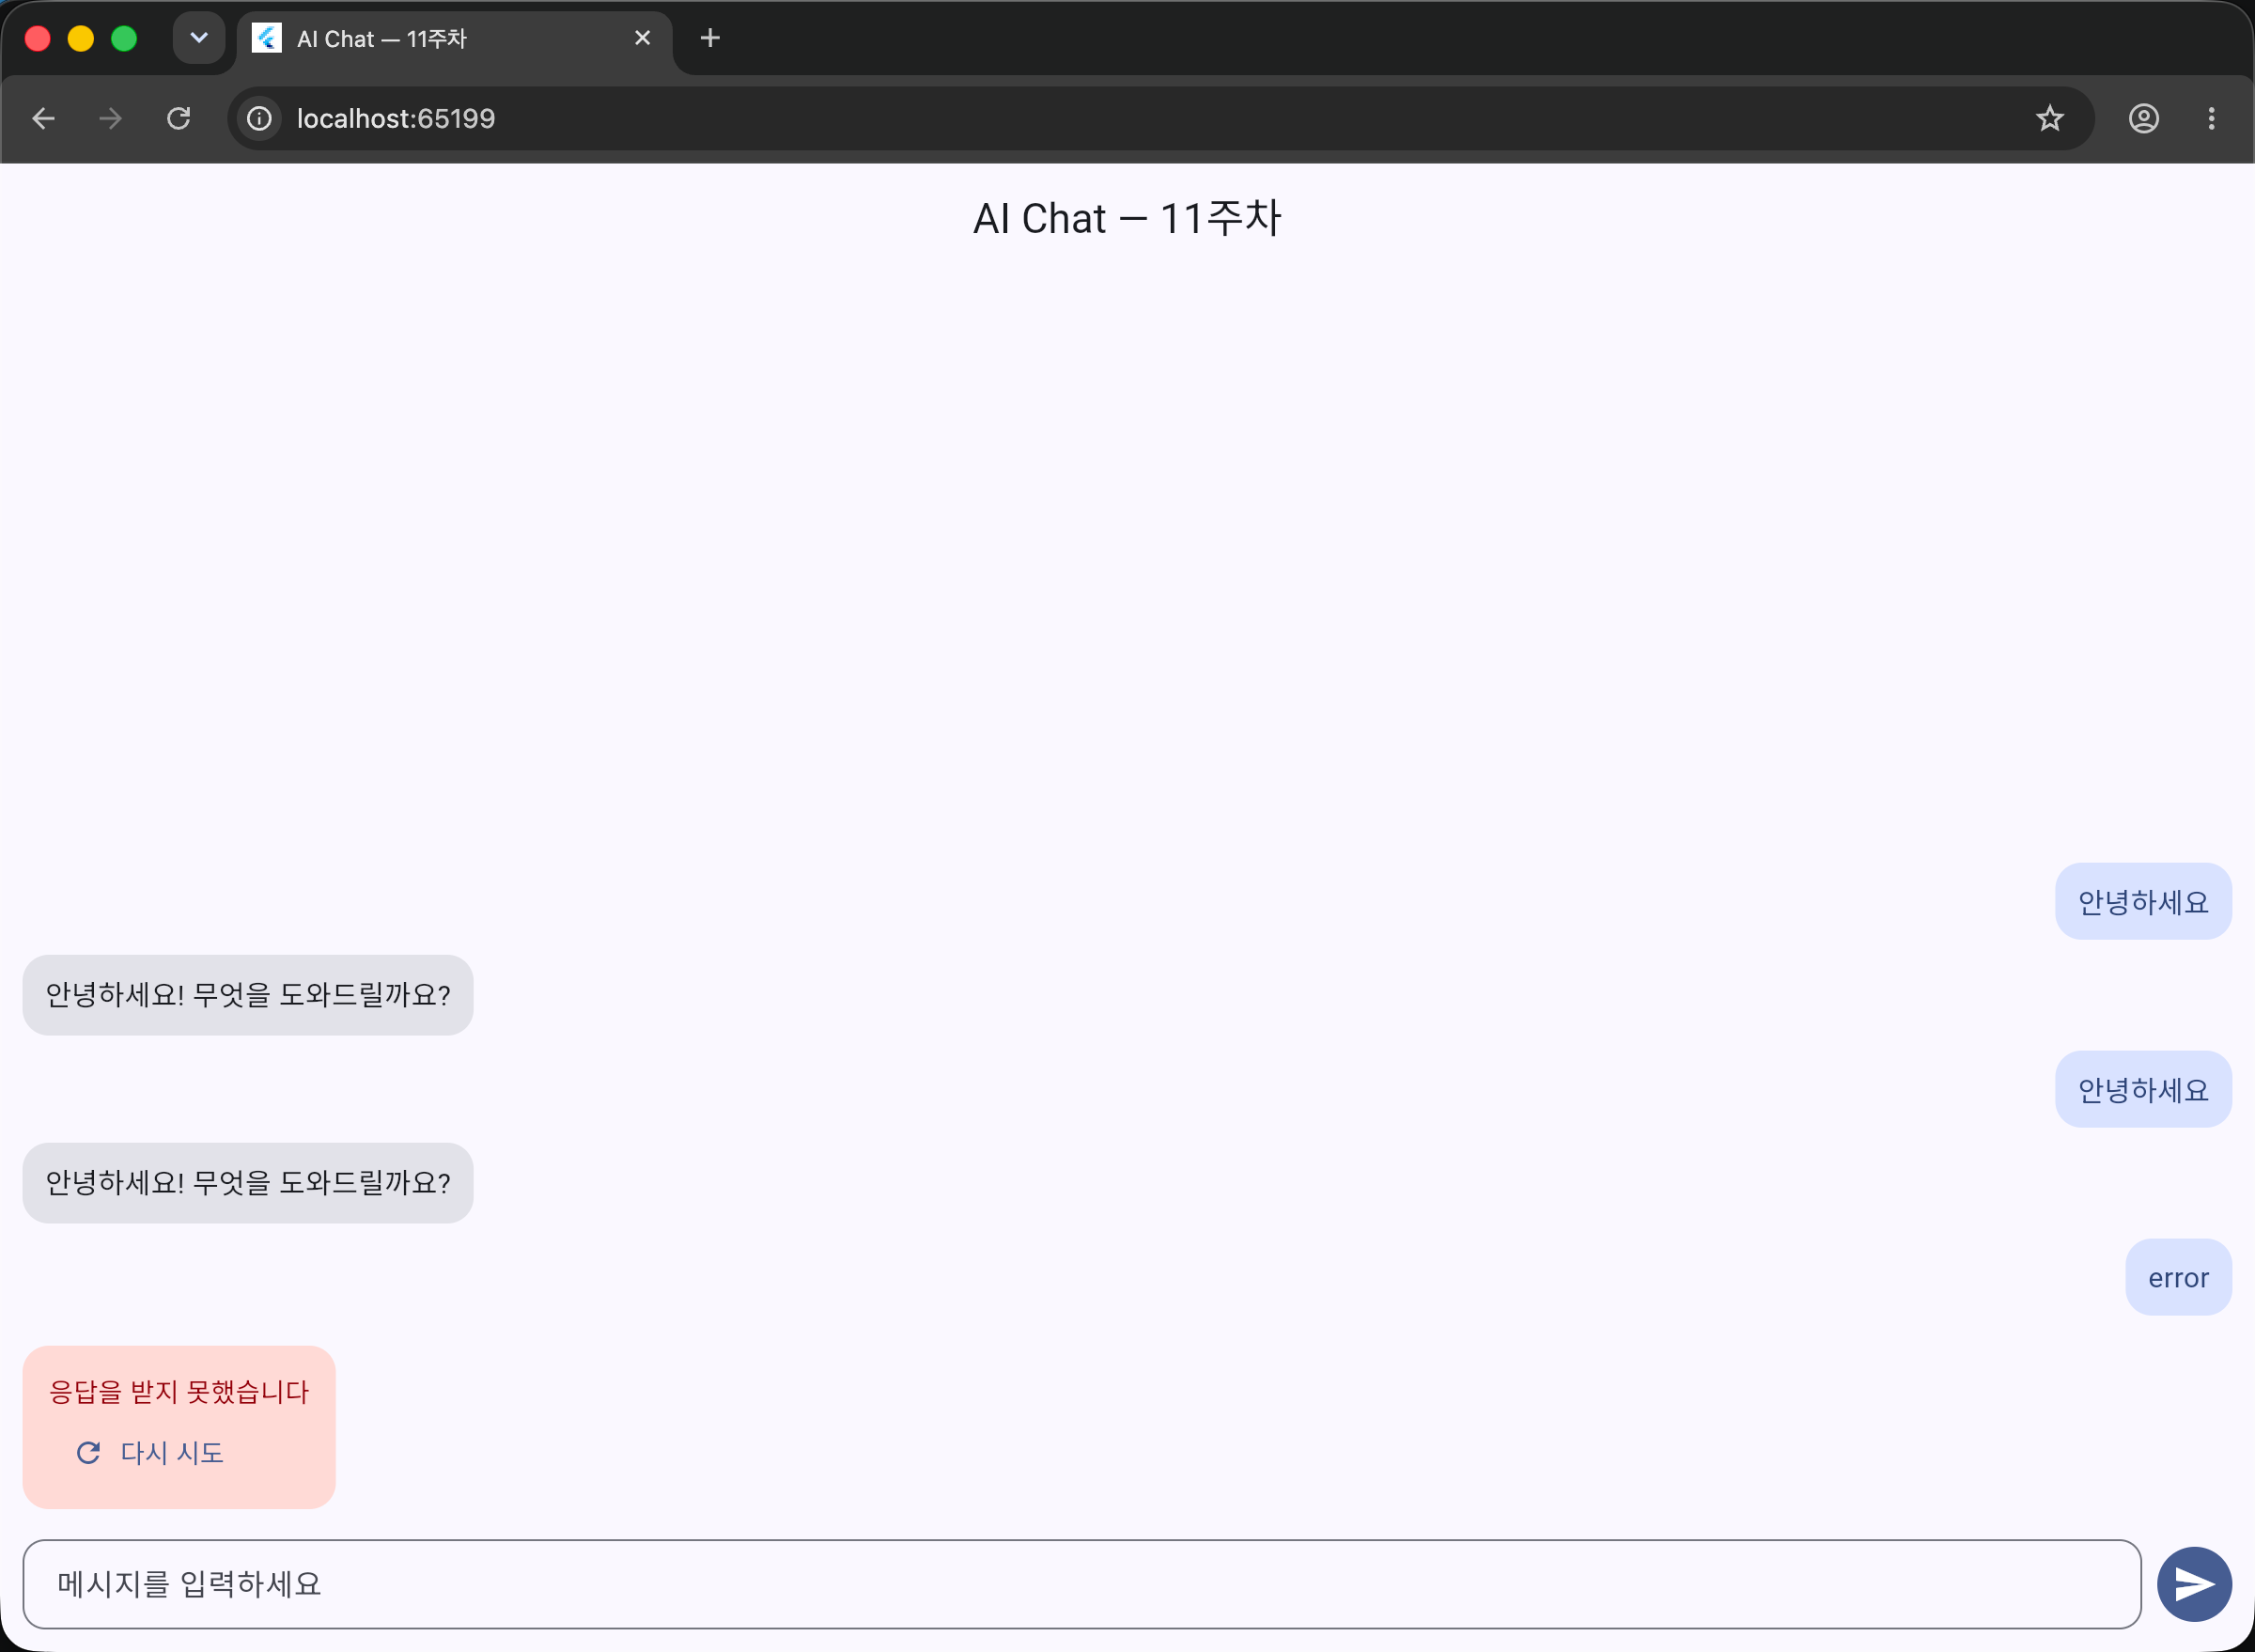 AI Chat — 11주차
localhost:65199
AI Chat — 11주차
안녕하세요
안녕하세요! 무엇을 도와드릴까요?
안녕하세요
안녕하세요! 무엇을 도와드릴까요?
error
응답을 받지 못했습니다
다시 시도
메시지를 입력하세요